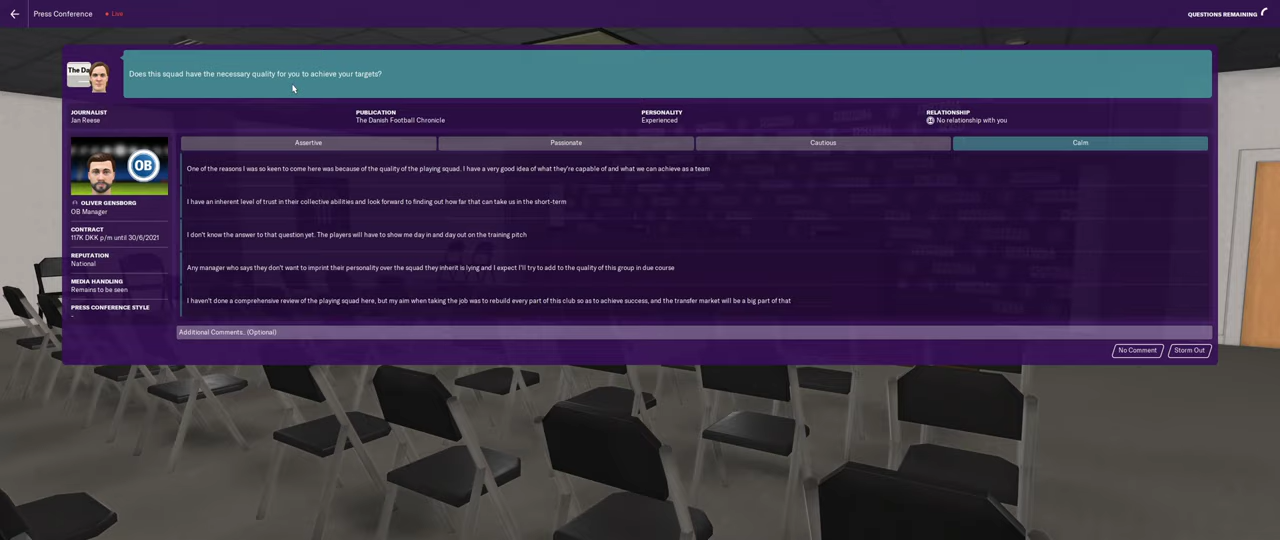 Press Conference
Live
QUESTIONS REMAINING
The Da
Does this squad have the necessary quality for you to achieve your targets?
JOURNALIST
Jan Reese
PUBLICATION
The Danish Football Chronicle
PERSONALITY
Experienced
RELATIONSHIP
No relationship with you
OB
OLIVER GENSBORG
OB Manager
CONTRACT
117K DKK p/m until 30/6/2021
REPUTATION
National
MEDIA HANDLING
Remains to be seen
PRESS CONFERENCE STYLE
-
Assertive
Passionate
Cautious
Calm
One of the reasons I was so keen to come here was because of the quality of the playing squad. I have a very good idea of what they're capable of and what we can achieve as a team
I have an inherent level of trust in their collective abilities and look forward to finding out how far that can take us in the short-term
I don't know the answer to that question yet. The players will have to show me day in and day out on the training pitch
Any manager who says they don't want to imprint their personality over the squad they inherit is lying and I expect I'll try to add to the quality of this group in due course
I haven't done a comprehensive review of the playing squad here, but my aim when taking the job was to rebuild every part of this club so as to achieve success, and the transfer market will be a big part of that
Additional Comments.. (Optional)
No Comment
Storm Out